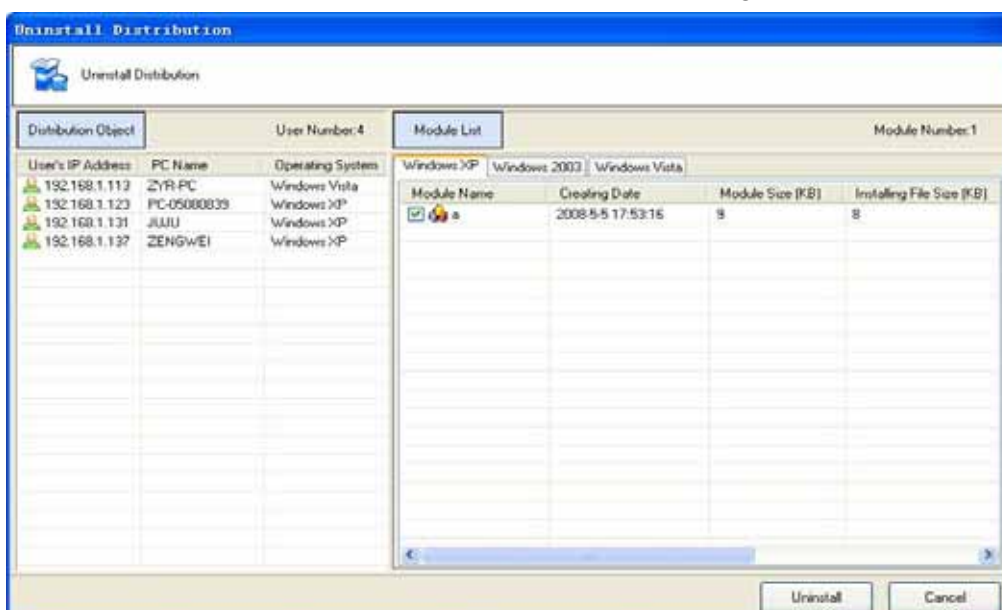 Uninstall Distribution
Uninstall Distribution
Distribution Object User Number:4
User's IP Address PC Name Operating System
192.168.1.113 ZYR-PC Windows Vista
192.168.1.123 PC-05080839 Windows XP
192.168.1.131 JUJU Windows XP
192.168.1.137 ZENGWEI Windows XP
Module List Module Number:1
Windows XP Windows 2003 Windows Vista
Module Name Creating Date Module Size (KB) Installing File Size (KB)
a 2008-5-5 17:53:16 9 8
Uninstall Cancel